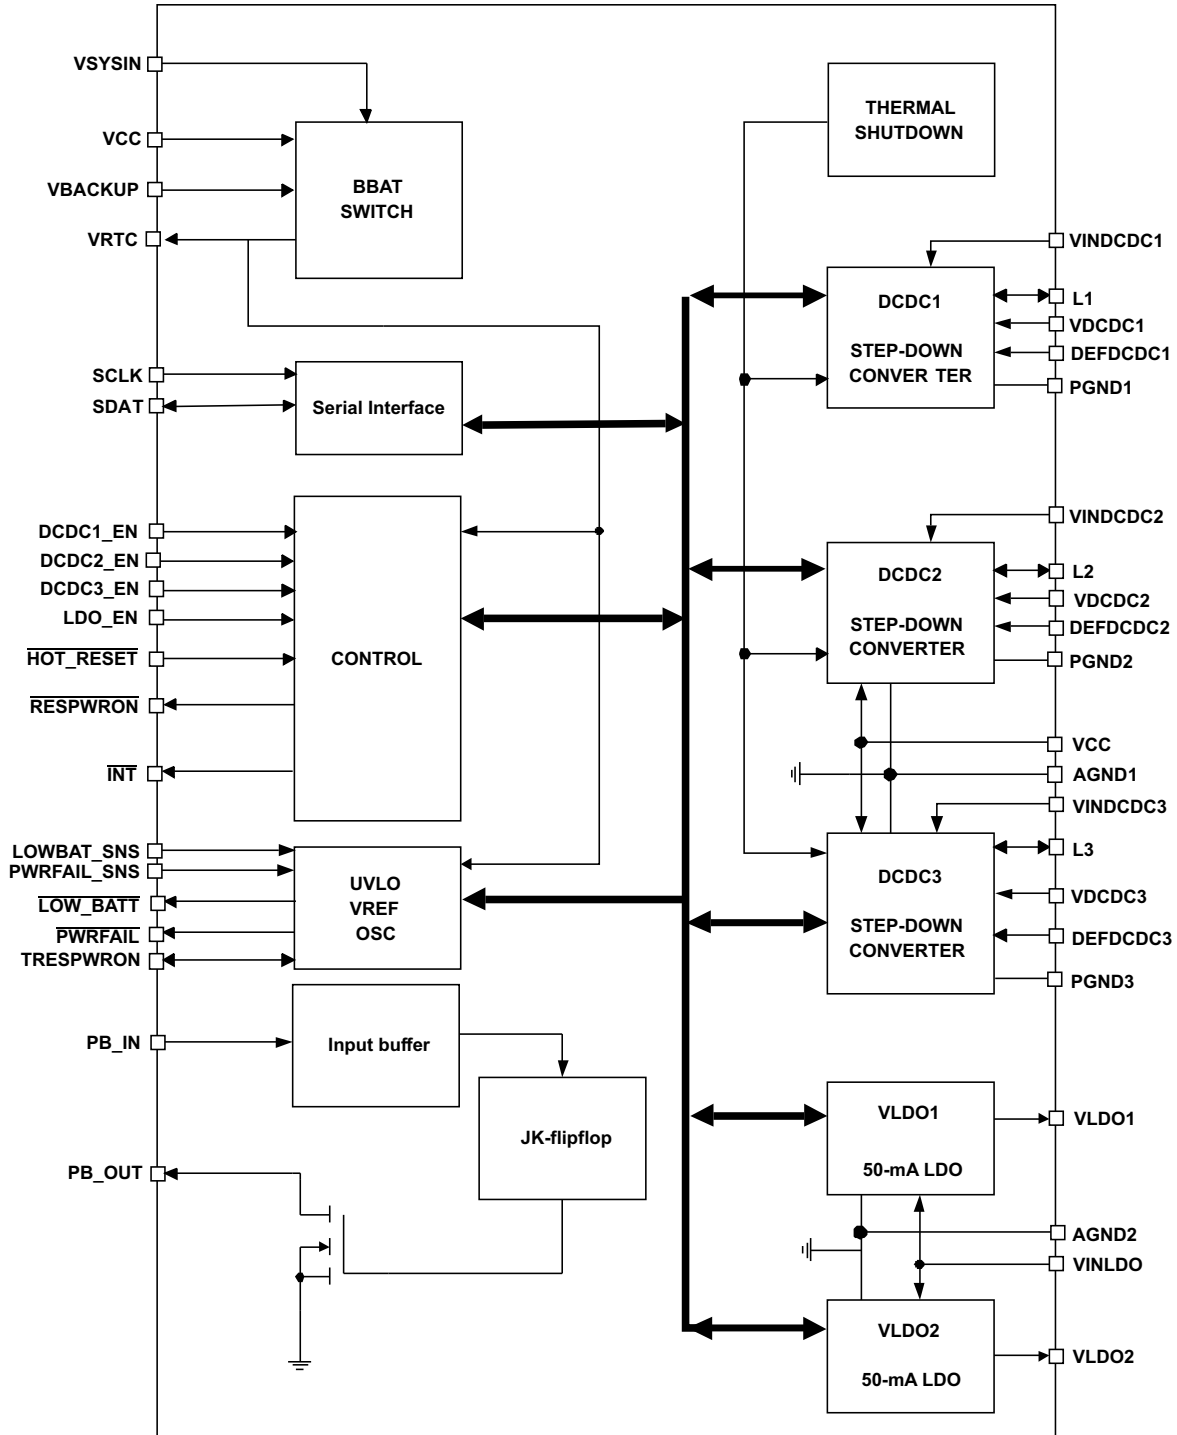 VSYSIN
VCC
VBACKUP
VRTC
BBAT
SWITCH
THERMAL
SHUTDOWN
SCLK
SDAT
Serial Interface
DCDC1_EN
DCDC2_EN
DCDC3_EN
LDO_EN
HOT_RESET
RESPWRON
INT
CONTROL
LOWBAT_SNS
PWRFAIL_SNS
LOW_BATT
PWRFAIL
TRESPWRON
UVLO
VREF
OSC
PB_IN
Input buffer
JK-flipflop
PB_OUT
DCDC1
STEP-DOWN
CONVER TER
VINDCDC1
L1
VDCDC1
DEFDCDC1
PGND1
DCDC2
STEP-DOWN
CONVERTER
VINDCDC2
L2
VDCDC2
DEFDCDC2
PGND2
VCC
AGND1
VINDCDC3
DCDC3
STEP-DOWN
CONVERTER
L3
VDCDC3
DEFDCDC3
PGND3
VLDO1
50-mA LDO
VLDO1
AGND2
VINLDO
VLDO2
50-mA LDO
VLDO2